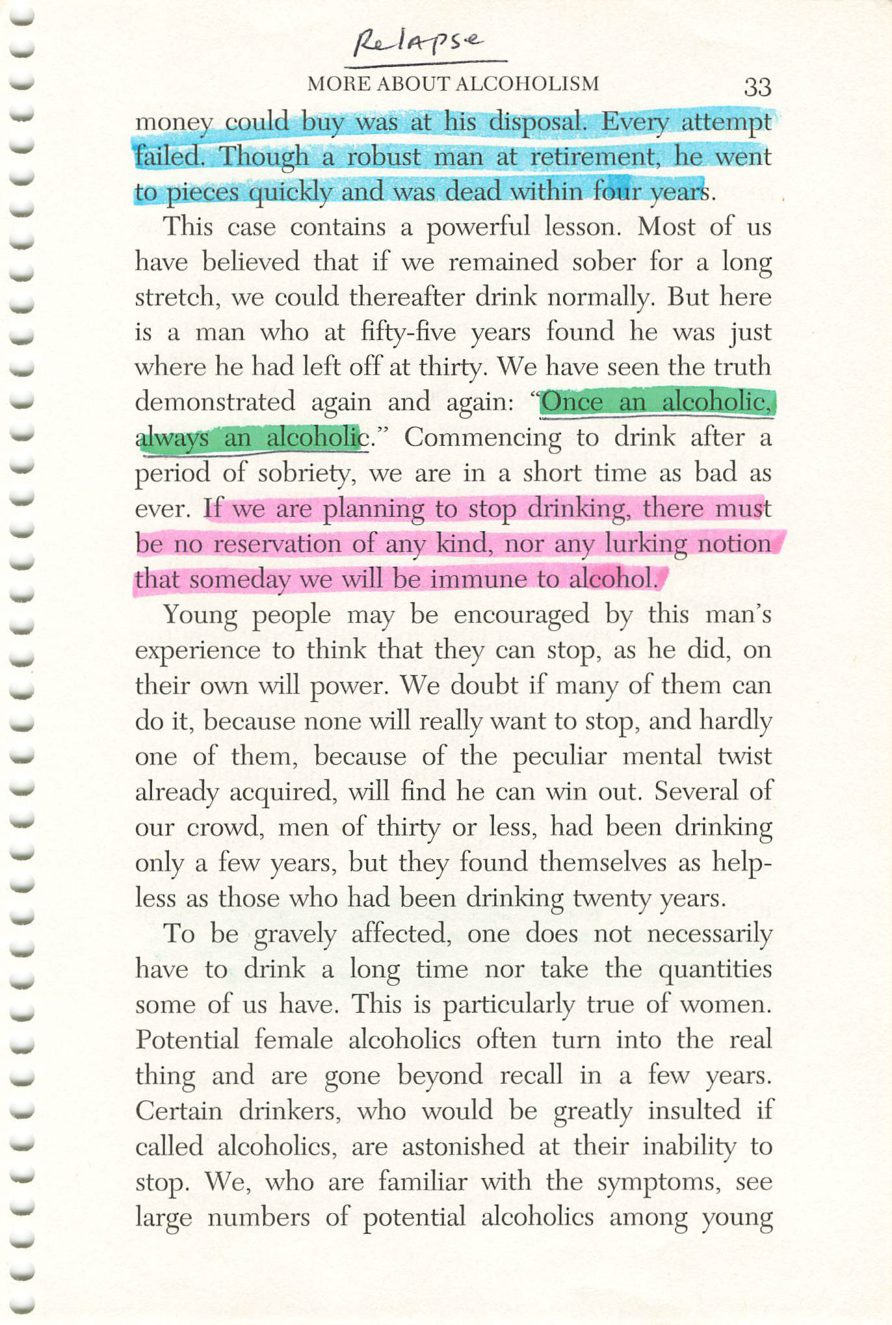 Relapse
MORE ABOUT ALCOHOLISM 33
money could buy was at his disposal. Every attempt
failed. Though a robust man at retirement, he went
to pieces quickly and was dead within four years.
This case contains a powerful lesson. Most of us
have believed that if we remained sober for a long
stretch, we could thereafter drink normally. But here
is a man who at fifty-five years found he was just
where he had left off at thirty. We have seen the truth
demonstrated again and again: “Once an alcoholic,
always an alcoholic.” Commencing to drink after a
period of sobriety, we are in a short time as bad as
ever. If we are planning to stop drinking, there must
be no reservation of any kind, nor any lurking notion
that someday we will be immune to alcohol.
Young people may be encouraged by this man’s
experience to think that they can stop, as he did, on
their own will power. We doubt if many of them can
do it, because none will really want to stop, and hardly
one of them, because of the peculiar mental twist
already acquired, will find he can win out. Several of
our crowd, men of thirty or less, had been drinking
only a few years, but they found themselves as help-
less as those who had been drinking twenty years.
To be gravely affected, one does not necessarily
have to drink a long time nor take the quantities
some of us have. This is particularly true of women.
Potential female alcoholics often turn into the real
thing and are gone beyond recall in a few years.
Certain drinkers, who would be greatly insulted if
called alcoholics, are astonished at their inability to
stop. We, who are familiar with the symptoms, see
large numbers of potential alcoholics among young